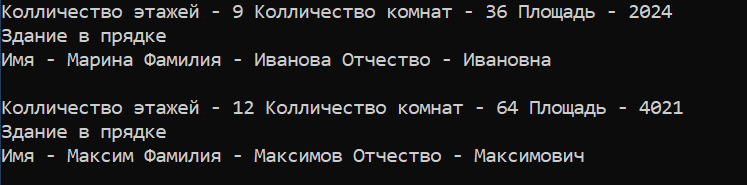 Колличество этажей - 9 Колличество комнат - 36 Площадь - 2024
Здание в прядке
Имя - Марина Фамилия - Иванова Отчество - Ивановна
Колличество этажей - 12 Колличество комнат - 64 Площадь - 4021
Здание в прядке
Имя - Максим Фамилия - Максимов Отчество - Максимович